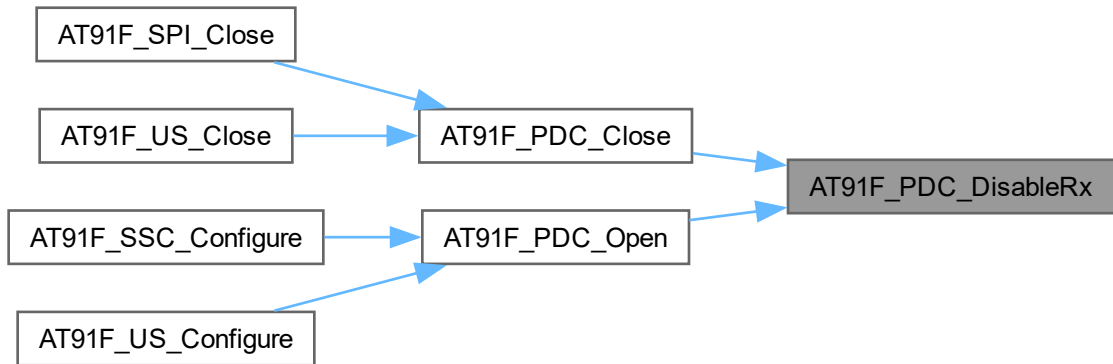 AT91F_SPI_Close
AT91F_US_Close
AT91F_PDC_Close
AT91F_PDC_DisableRx
AT91F_SSC_Configure
AT91F_PDC_Open
AT91F_US_Configure